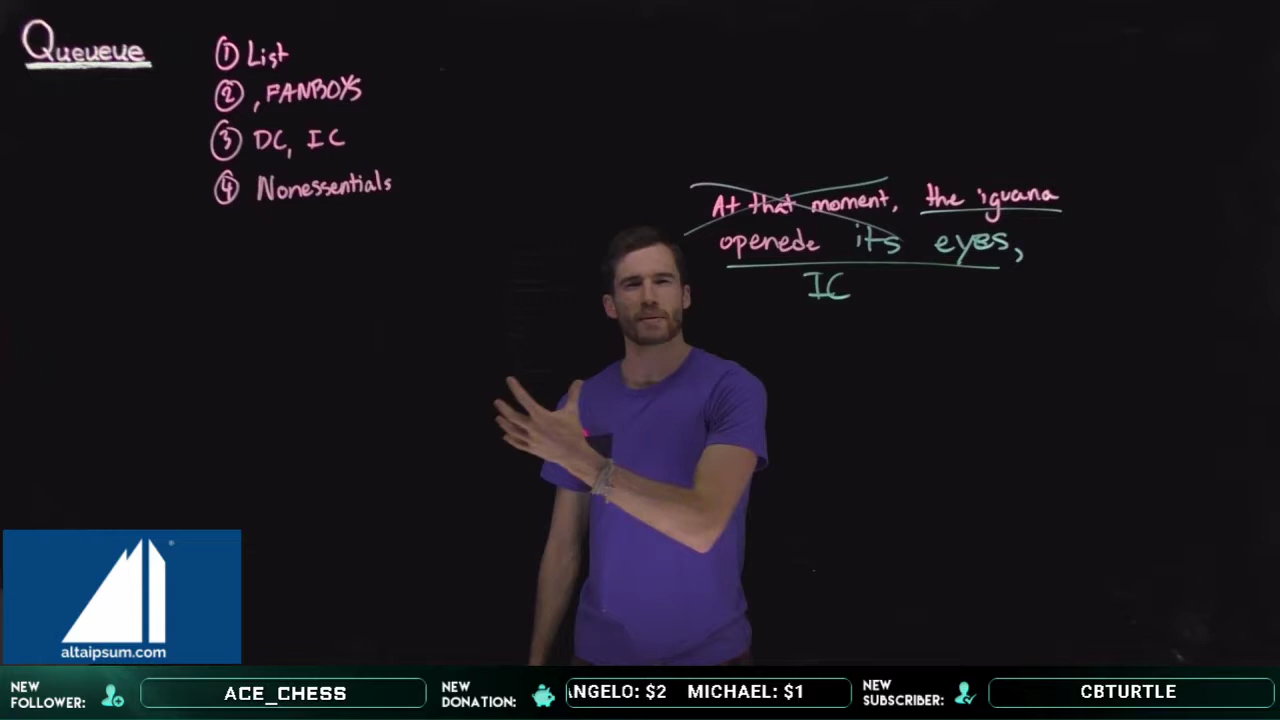 Queueue
① List
② , FANBOYS
③ DC, IC
④ Nonessentials
At that moment, the iguana
openede its eyes,
IC
altaipsum.com
NEW FOLLOWER:
ACE_CHESS
NEW DONATION:
ANGELO: $2 MICHAEL: $1
NEW SUBSCRIBER:
CBTURTLE